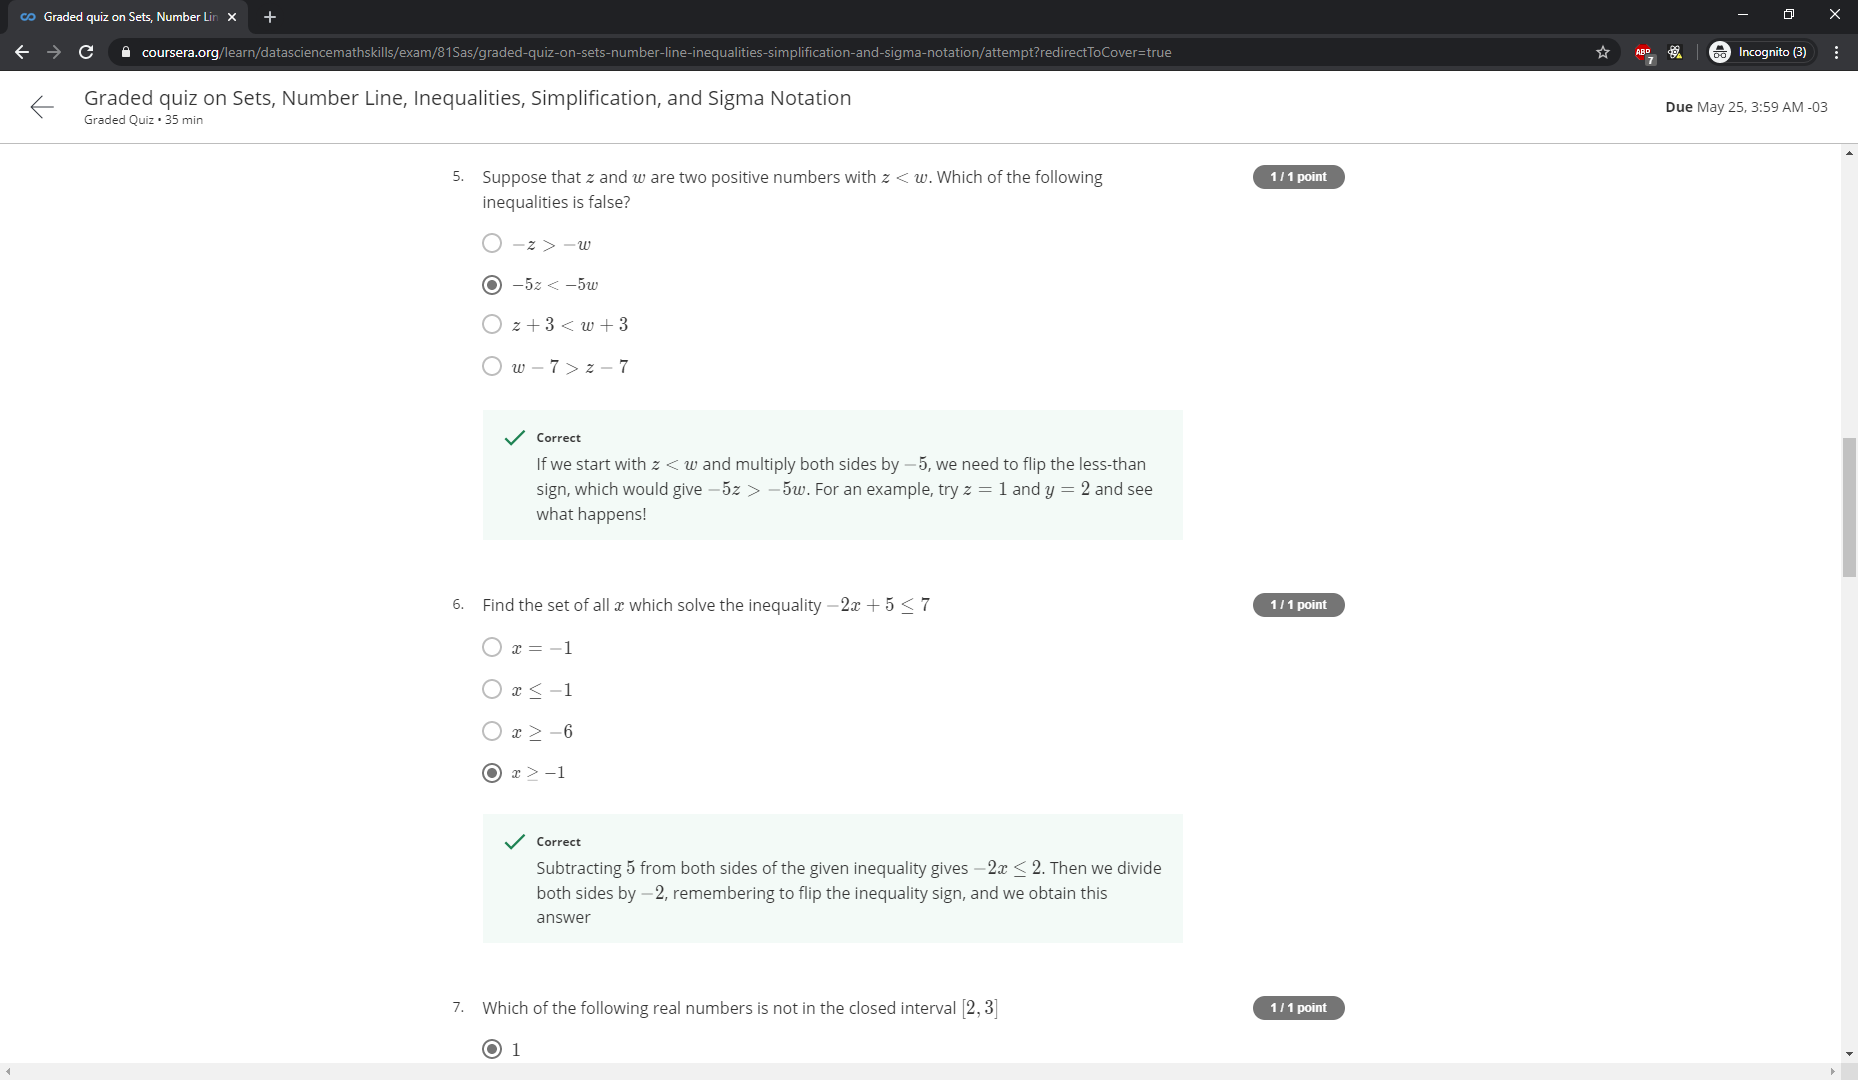 Graded quiz on Sets, Number Lin
coursera.org/learn/datasciencemathskills/exam/81Sas/graded-quiz-on-sets-number-line-inequalities-simplification-and-sigma-notation/attempt?redirectToCover=true
ABP
7
Incognito (3)
Graded quiz on Sets, Number Line, Inequalities, Simplification, and Sigma Notation
Graded Quiz • 35 min
Due May 25, 3:59 AM -03
5. Suppose that z and w are two positive numbers with z < w. Which of the following
inequalities is false?
1 / 1 point
−z > −w
−5z < −5w
z + 3 < w + 3
w − 7 > z − 7
Correct
If we start with z < w and multiply both sides by −5, we need to flip the less-than
sign, which would give −5z > −5w. For an example, try z = 1 and y = 2 and see
what happens!
6. Find the set of all x which solve the inequality −2x + 5 ≤ 7
1 / 1 point
x = −1
x ≤ −1
x ≥ −6
x ≥ −1
Correct
Subtracting 5 from both sides of the given inequality gives −2x ≤ 2. Then we divide
both sides by −2, remembering to flip the inequality sign, and we obtain this
answer
7. Which of the following real numbers is not in the closed interval [2, 3]
1 / 1 point
1